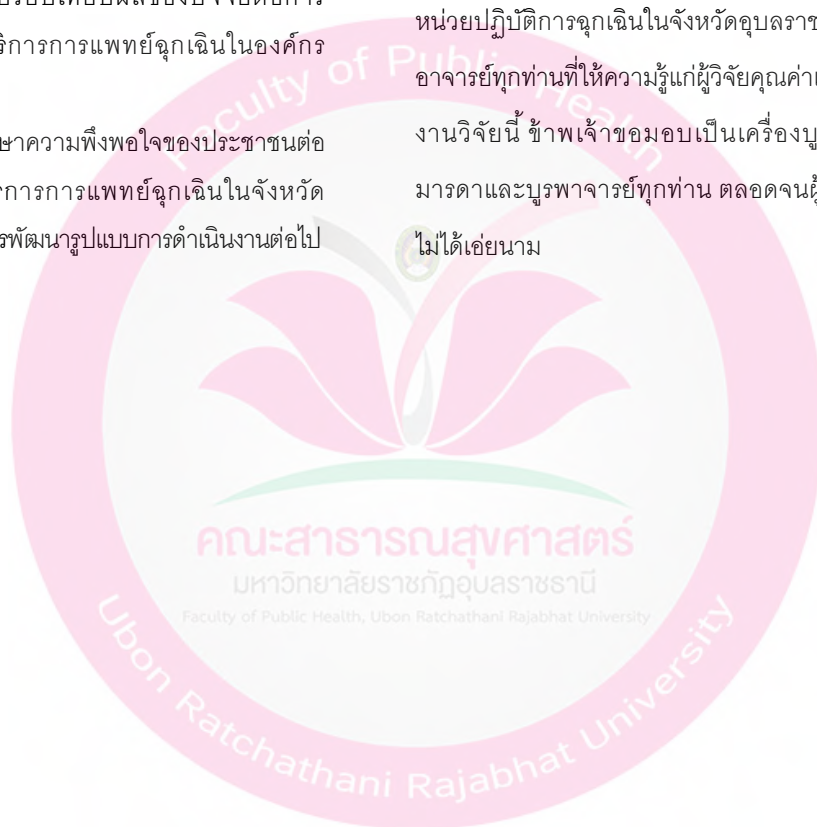 ริการการแพทย์ฉุกเฉินในองค์กร
ษาความพึงพอใจของประชาชนต่อ
รการการแพทย์ฉุกเฉินในจังหวัด
รพัฒนารูปแบบการดำเนินงานต่อไป
หน่วยปฏิบัติการฉุกเฉินในจังหวัดอุบลราช
อาจารย์ทุกท่านที่ให้ความรู้แก่ผู้วิจัยคุณค่า
งานวิจัยนี้ ข้าพเจ้าขอมอบเป็นเครื่องบู
มารดาและบูรพาจารย์ทุกท่าน ตลอดจนผู้
ไม่ได้เอ่ยนาม
Faculty of Public Health
คณะสาธารณสุขศาสตร์
มหาวิทยาลัยราชภัฏอุบลราชธานี
Faculty of Public Health, Ubon Ratchathani Rajabhat University
Ubon Ratchathani Rajabhat University